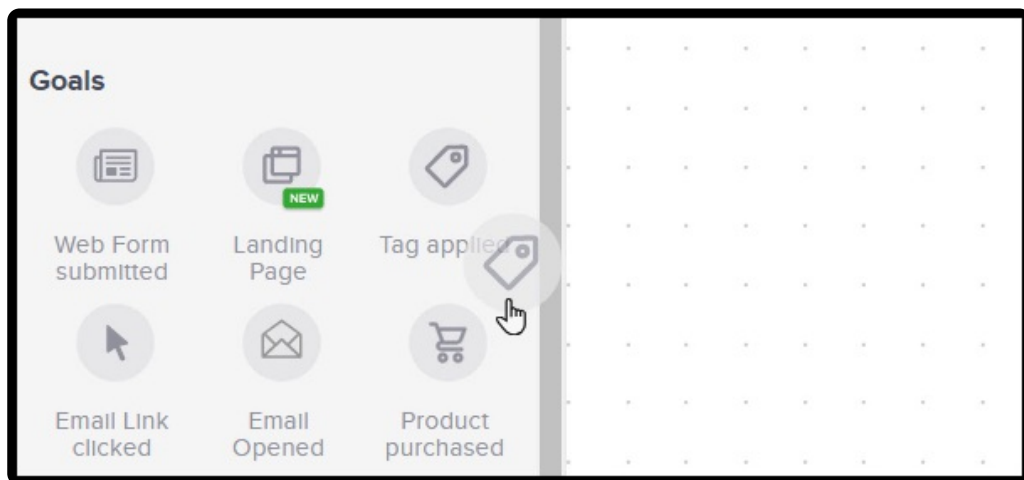 Goals
NEW
Web Form
submitted
Landing
Page
Tag applied
Email Link
clicked
Email
Opened
Product
purchased